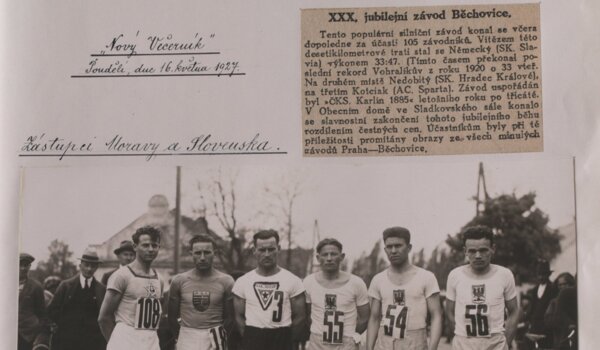 „Nový Večerník"
Pondělí, dne 16. května 1927.
Zástupci Moravy a Slovenska.
XXX. jubilejní závod Běchovice.
Tento populární silniční závod konal se včera
dopoledne za účasti 105 závodníků. Vítězem této
desetikilometrové trati stal se Německý (SK. Sla-
via) výkonem 33:47. (Tímto časem překonal po-
slední rekord Vohralíkův z roku 1920 o 33 vteř.
Na druhém místě Nedobitý (SK. Hradec Králové),
na třetím Kotciak (AC. Sparta). Závod uspořádán
byl »ČKS. Karlín 1885« letošního roku po třicáté.
V Obecním domě ve Sladkovského sále konalo
se slavnostní zakončení tohoto jubilejního běhu
rozdílením čestných cen. Účastníkům byly při té
příležitosti promítány obrazy ze všech minulých
závodů Praha—Běchovice.
108
18
3
55
54
56